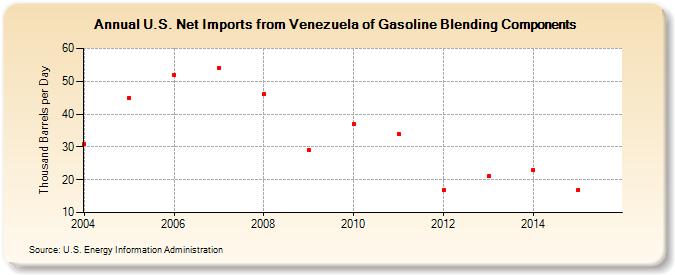 Annual U.S. Net Imports from Venezuela of Gasoline Blending Components
Thousand Barrels per Day
60
50
40
30
20
10
2004 2006 2008 2010 2012 2014
Source: U.S. Energy Information Administration